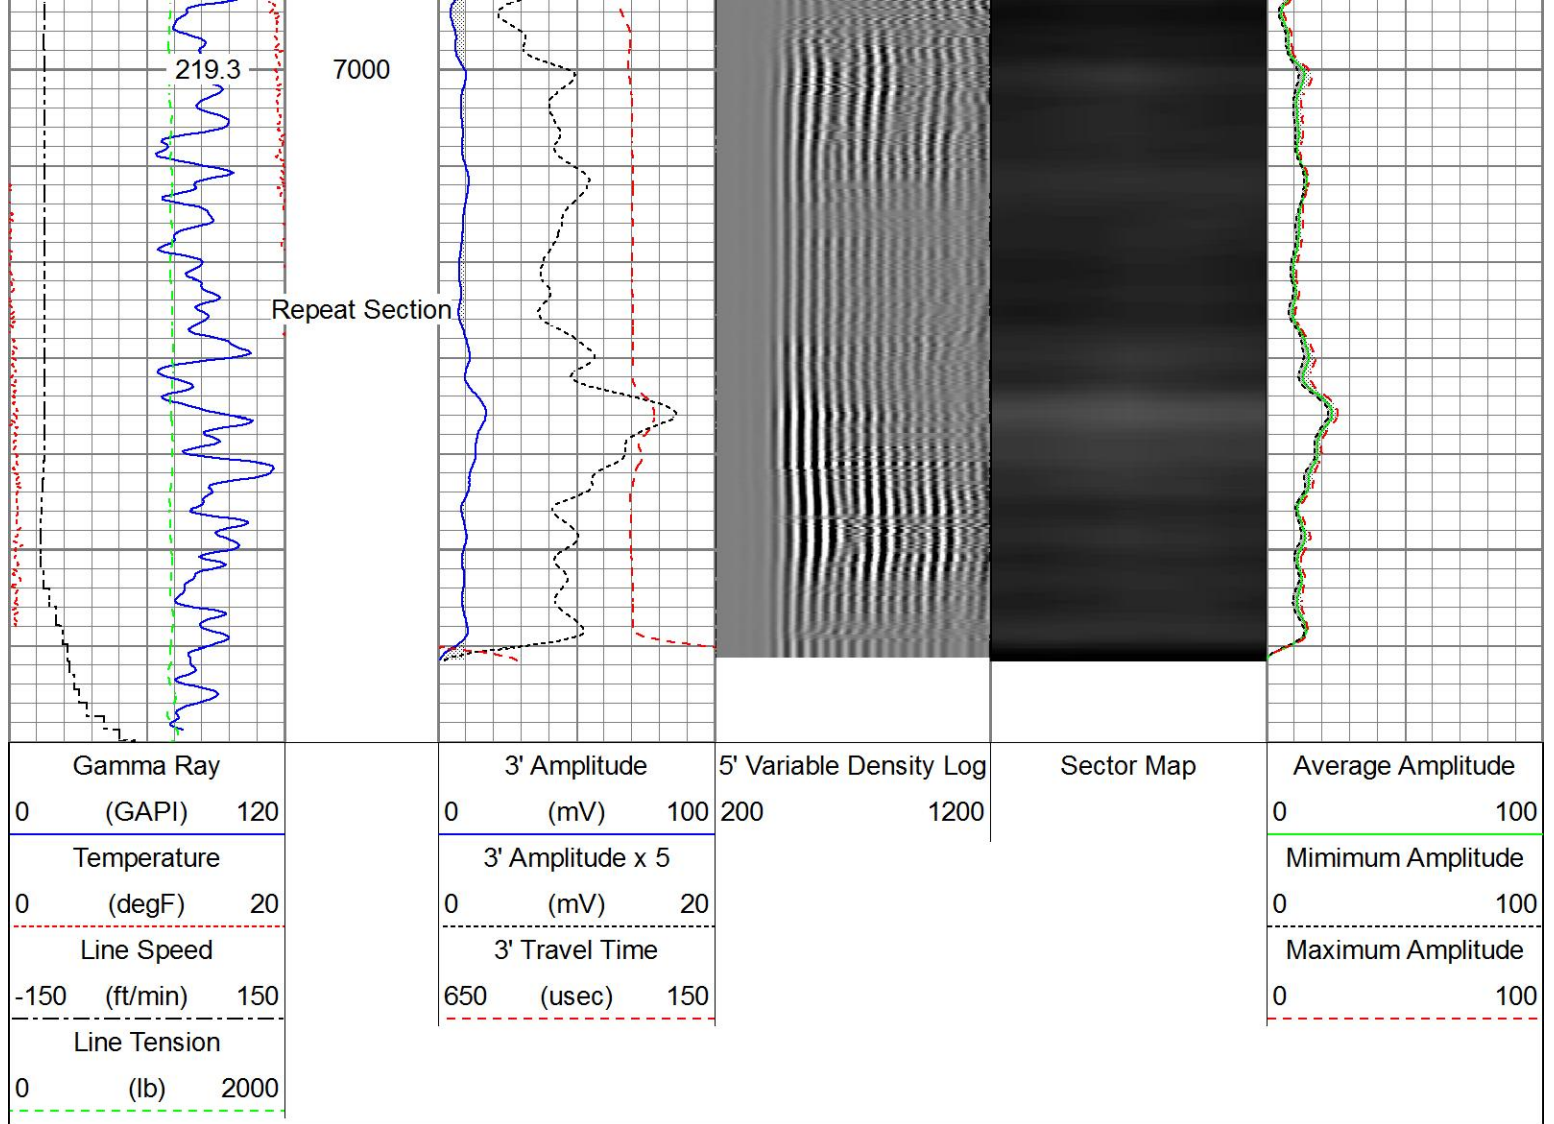 219.3
7000
Repeat Section
Gamma Ray
0 (GAPI) 120
Temperature
0 (degF) 20
Line Speed
-150 (ft/min) 150
Line Tension
0 (lb) 2000
3' Amplitude
0 (mV) 100
3' Amplitude x 5
0 (mV) 20
3' Travel Time
650 (usec) 150
5' Variable Density Log
200 1200
Sector Map
Average Amplitude
0 100
Mimimum Amplitude
0 100
Maximum Amplitude
0 100